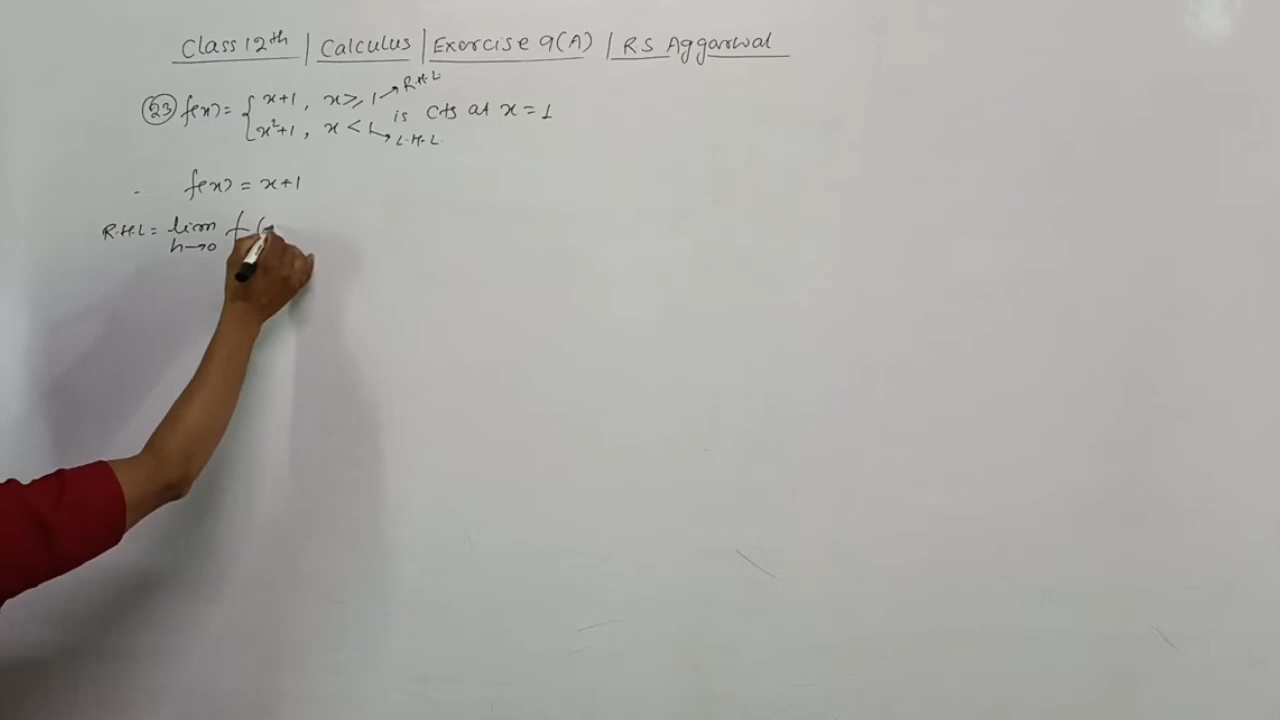 Class 12th | Calculus | Exercise 9(A) | RS Aggarwal
(23) f(x) = { x+1 , x ≥ 1 → R.H.L.
x²+1 , x < 1 → L.H.L. is cts at x = 1
f(x) = x+1
R.H.L = lim h→0 f(